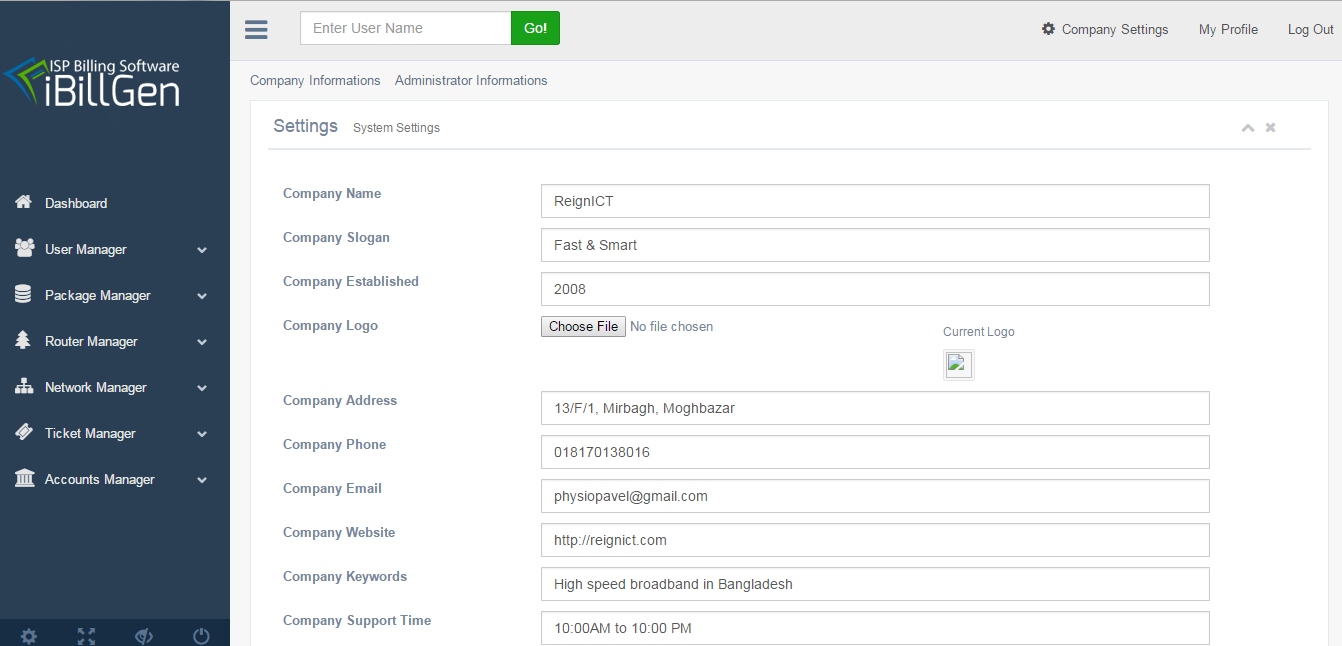 ISP Billing Software
iBillGen
Dashboard
User Manager
Package Manager
Router Manager
Network Manager
Ticket Manager
Accounts Manager
Enter User Name Go! Company Settings My Profile Log Out
Company Informations Administrator Informations
Settings System Settings
Company Name ReignICT
Company Slogan Fast & Smart
Company Established 2008
Company Logo Choose File No file chosen Current Logo
Company Address 13/F/1, Mirbagh, Moghbazar
Company Phone 018170138016
Company Email physiopavel@gmail.com
Company Website http://reignict.com
Company Keywords High speed broadband in Bangladesh
Company Support Time 10:00AM to 10:00 PM